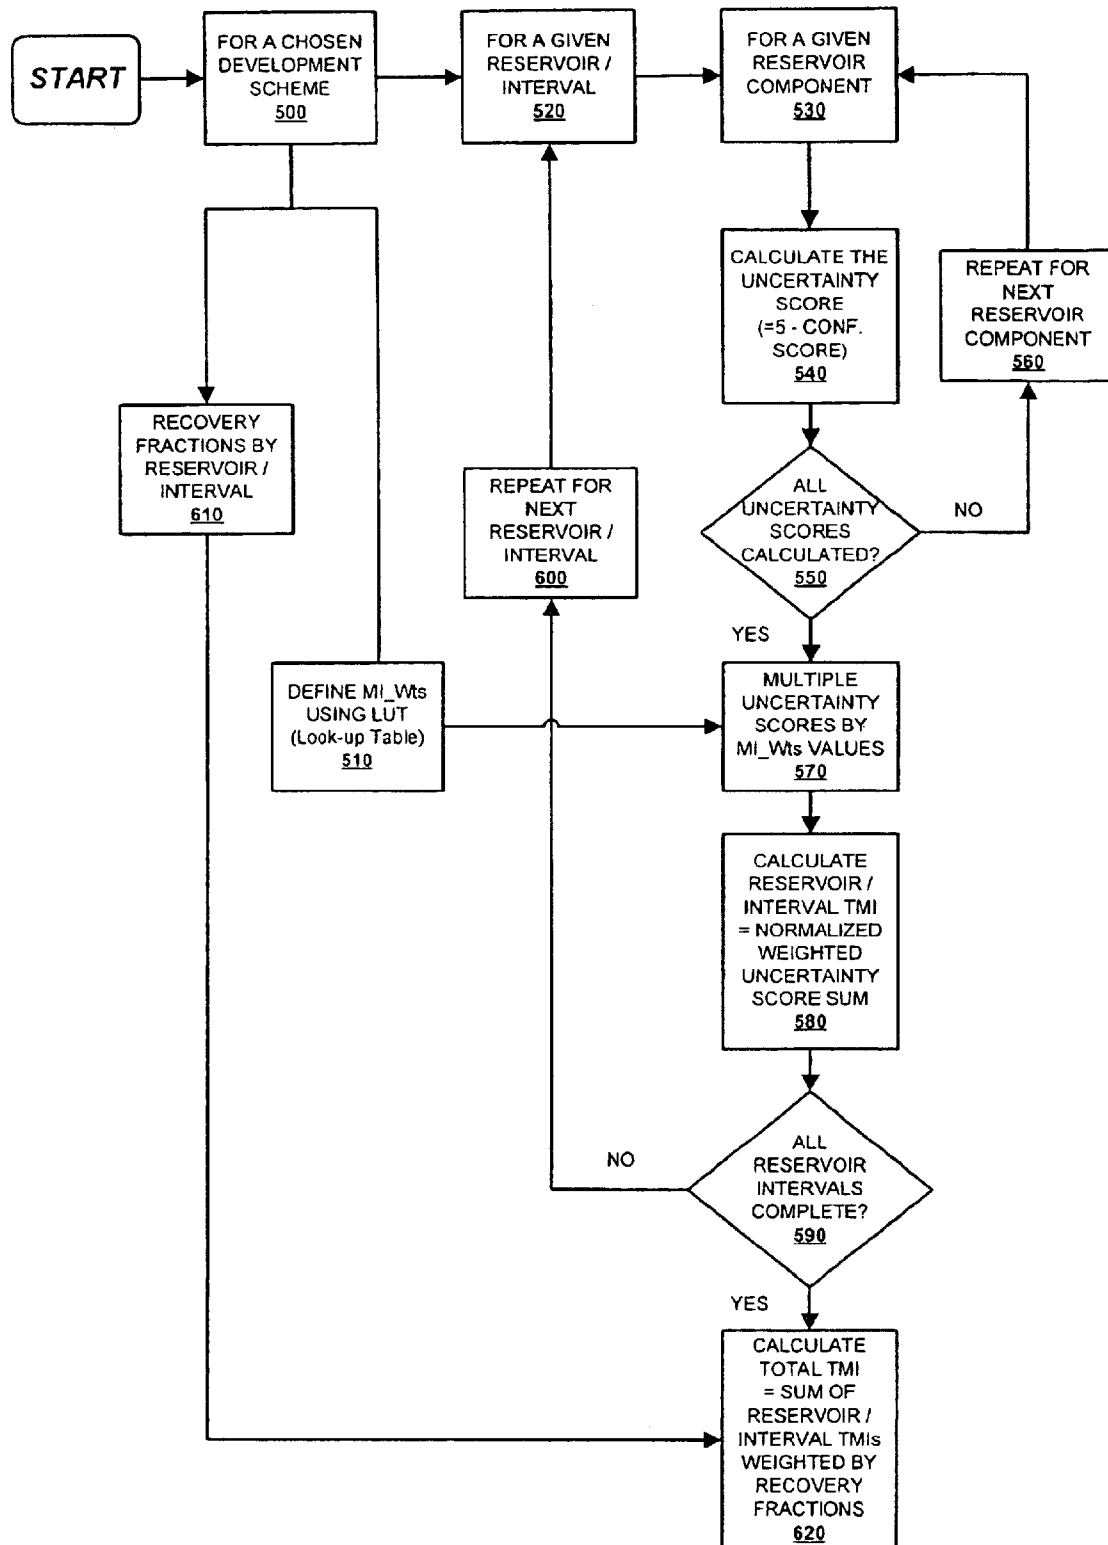 START
FOR A CHOSEN
DEVELOPMENT
SCHEME
500
FOR A GIVEN
RESERVOIR /
INTERVAL
520
FOR A GIVEN
RESERVOIR
COMPONENT
530
CALCULATE THE
UNCERTAINTY
SCORE
(=5 - CONF.
SCORE)
540
REPEAT FOR
NEXT
RESERVOIR
COMPONENT
560
RECOVERY
FRACTIONS BY
RESERVOIR /
INTERVAL
610
REPEAT FOR
NEXT
RESERVOIR /
INTERVAL
600
ALL
UNCERTAINTY
SCORES
CALCULATED?
550
NO
YES
DEFINE MI_Wts
USING LUT
(Look-up Table)
510
MULTIPLE
UNCERTAINTY
SCORES BY
MI_Wts VALUES
570
CALCULATE
RESERVOIR /
INTERVAL TMI
= NORMALIZED
WEIGHTED
UNCERTAINTY
SCORE SUM
580
NO
ALL
RESERVOIR
INTERVALS
COMPLETE?
590
YES
CALCULATE
TOTAL TMI
= SUM OF
RESERVOIR /
INTERVAL TMIs
WEIGHTED BY
RECOVERY
FRACTIONS
620